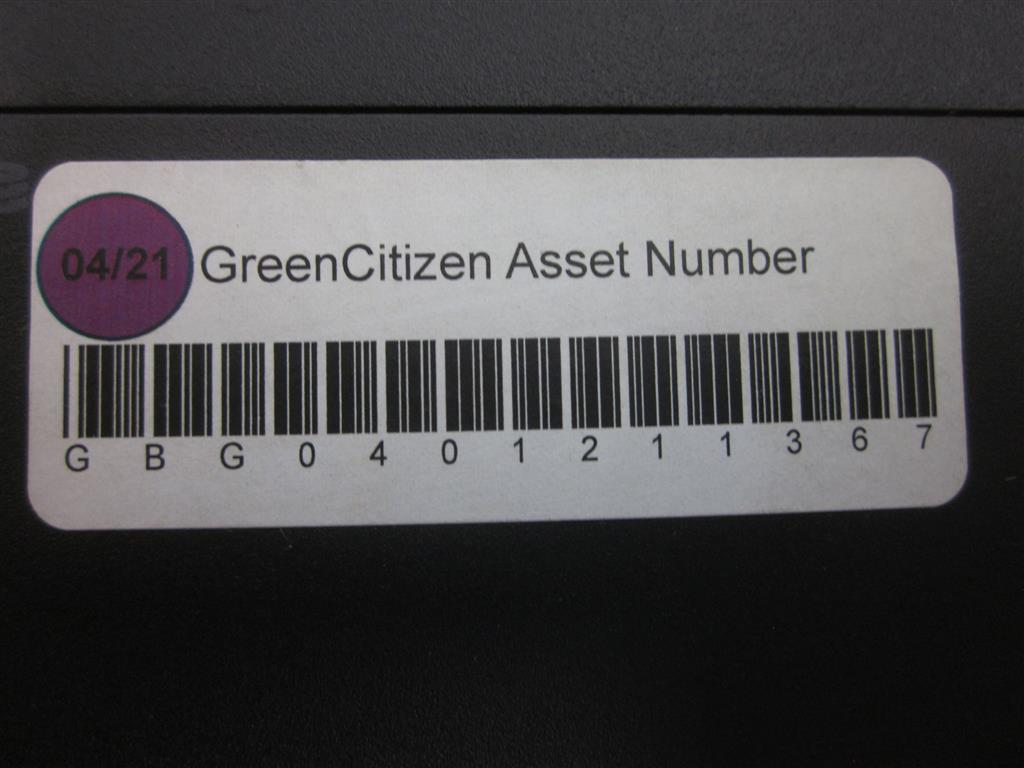 04/21 GreenCitizen Asset Number
G B G 0 4 0 1 2 1 1 3 6 7